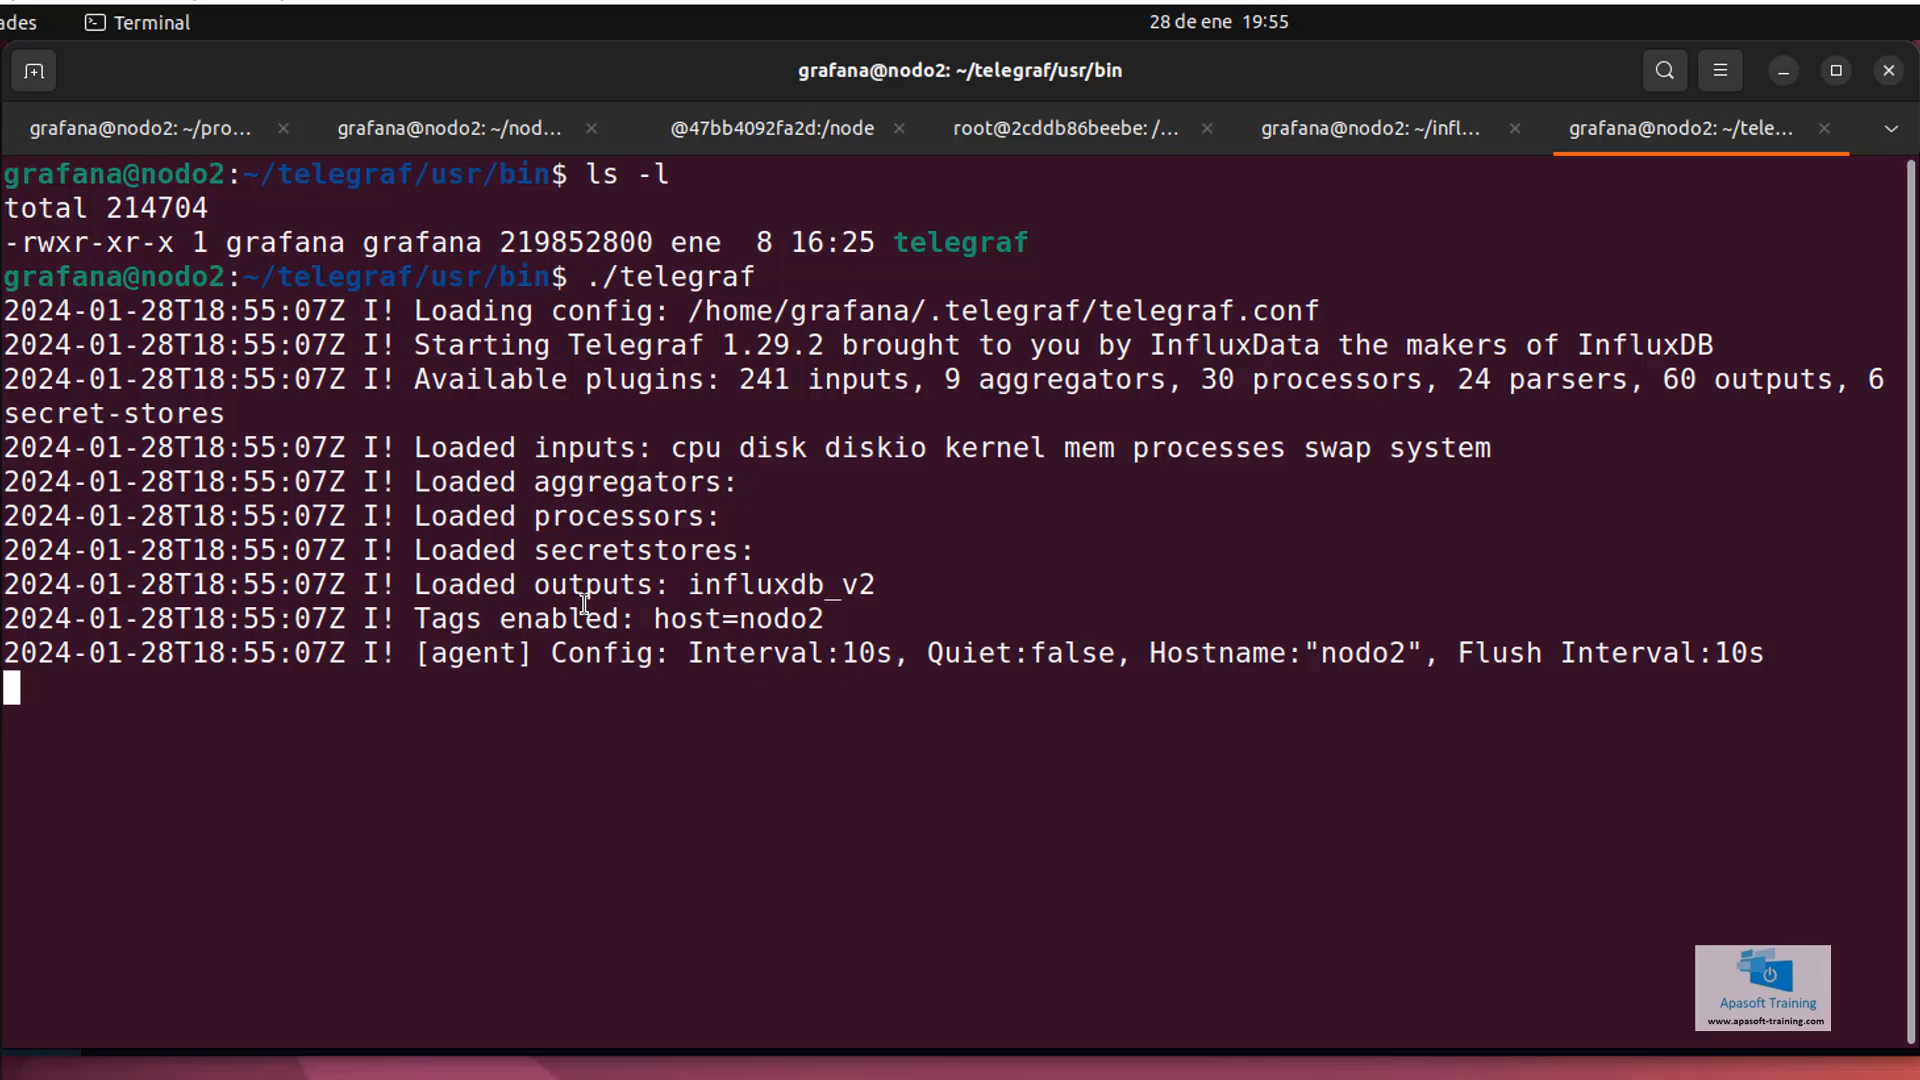 ades Terminal 28 de ene 19:55
grafana@nodo2: ~/telegraf/usr/bin
grafana@nodo2: ~/pro... grafana@nodo2: ~/nod... @47bb4092fa2d:/node root@2cddb86beebe: /... grafana@nodo2: ~/infl... grafana@nodo2: ~/tele...
grafana@nodo2:~/telegraf/usr/bin$ ls -l
total 214704
-rwxr-xr-x 1 grafana grafana 219852800 ene  8 16:25 telegraf
grafana@nodo2:~/telegraf/usr/bin$ ./telegraf
2024-01-28T18:55:07Z I! Loading config: /home/grafana/.telegraf/telegraf.conf
2024-01-28T18:55:07Z I! Starting Telegraf 1.29.2 brought to you by InfluxData the makers of InfluxDB
2024-01-28T18:55:07Z I! Available plugins: 241 inputs, 9 aggregators, 30 processors, 24 parsers, 60 outputs, 6
secret-stores
2024-01-28T18:55:07Z I! Loaded inputs: cpu disk diskio kernel mem processes swap system
2024-01-28T18:55:07Z I! Loaded aggregators:
2024-01-28T18:55:07Z I! Loaded processors:
2024-01-28T18:55:07Z I! Loaded secretstores:
2024-01-28T18:55:07Z I! Loaded outputs: influxdb_v2
2024-01-28T18:55:07Z I! Tags enabled: host=nodo2
2024-01-28T18:55:07Z I! [agent] Config: Interval:10s, Quiet:false, Hostname:"nodo2", Flush Interval:10s
Apasoft Training
www.apasoft-training.com